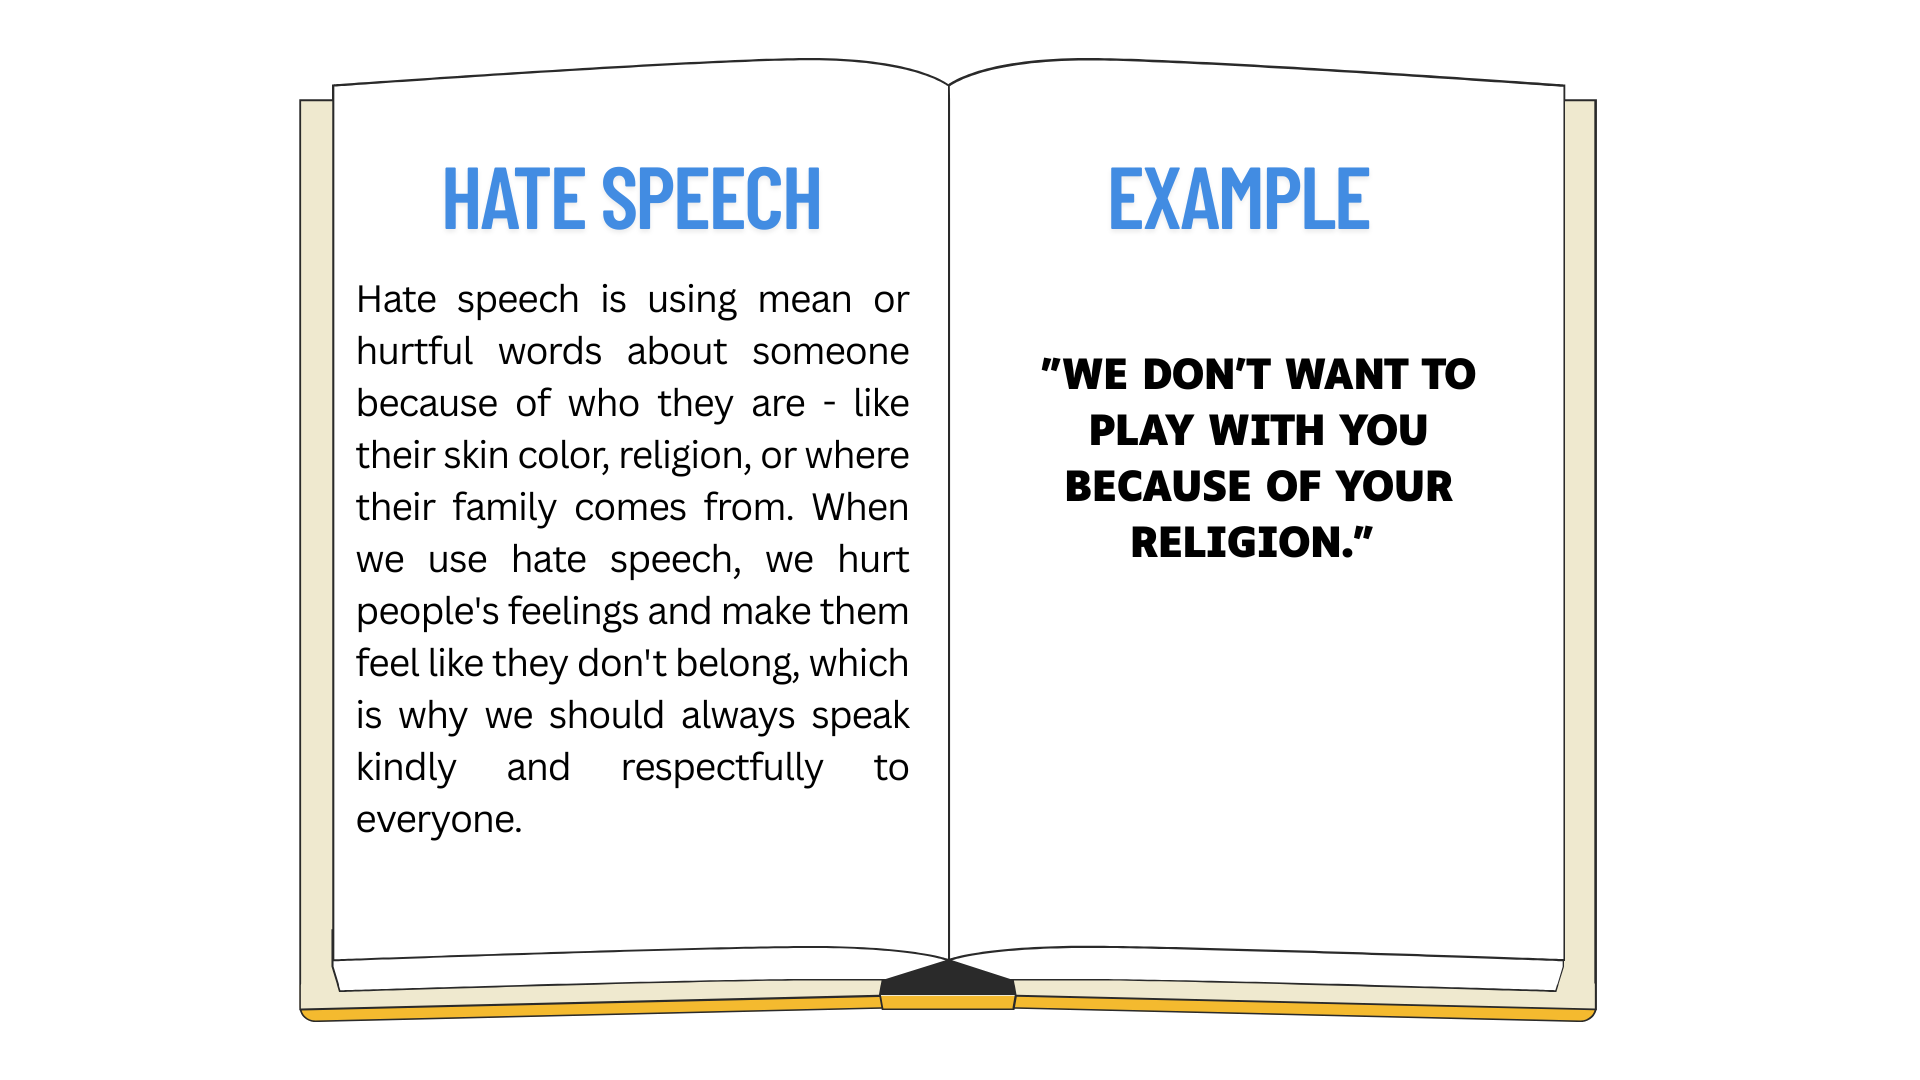 HATE SPEECH
Hate speech is using mean or
hurtful words about someone
because of who they are - like
their skin color, religion, or where
their family comes from. When
we use hate speech, we hurt
people's feelings and make them
feel like they don't belong, which
is why we should always speak
kindly and respectfully to
everyone.
EXAMPLE
"WE DON'T WANT TO
PLAY WITH YOU
BECAUSE OF YOUR
RELIGION."